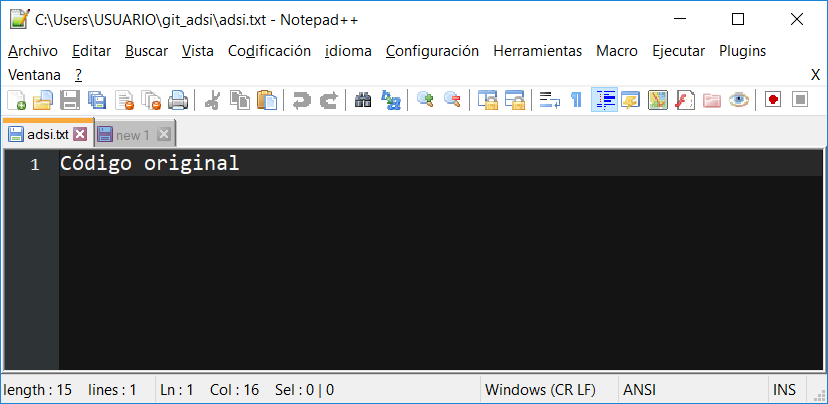 C:\Users\USUARIO\git_adsi\adsi.txt - Notepad++
Archivo Editar Buscar Vista Codificación idioma Configuración Herramientas Macro Ejecutar Plugins
Ventana ? X
adsi.txt new 1
1 Código original
length : 15 lines : 1 Ln : 1 Col : 16 Sel : 0 | 0 Windows (CR LF) ANSI INS